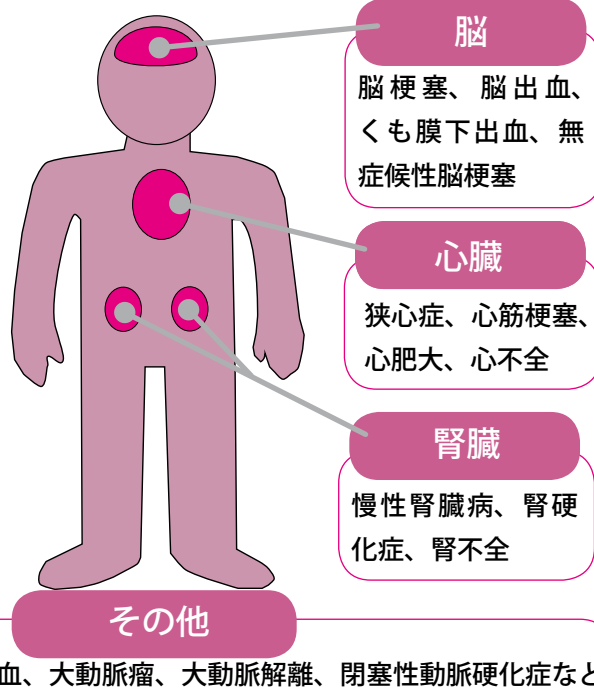 脳
脳梗塞、脳出血、
くも膜下出血、無
症候性脳梗塞
心臓
狭心症、心筋梗塞、
心肥大、心不全
腎臓
慢性腎臓病、腎硬
化症、腎不全
その他
血、大動脈瘤、大動脈解離、閉塞性動脈硬化症など